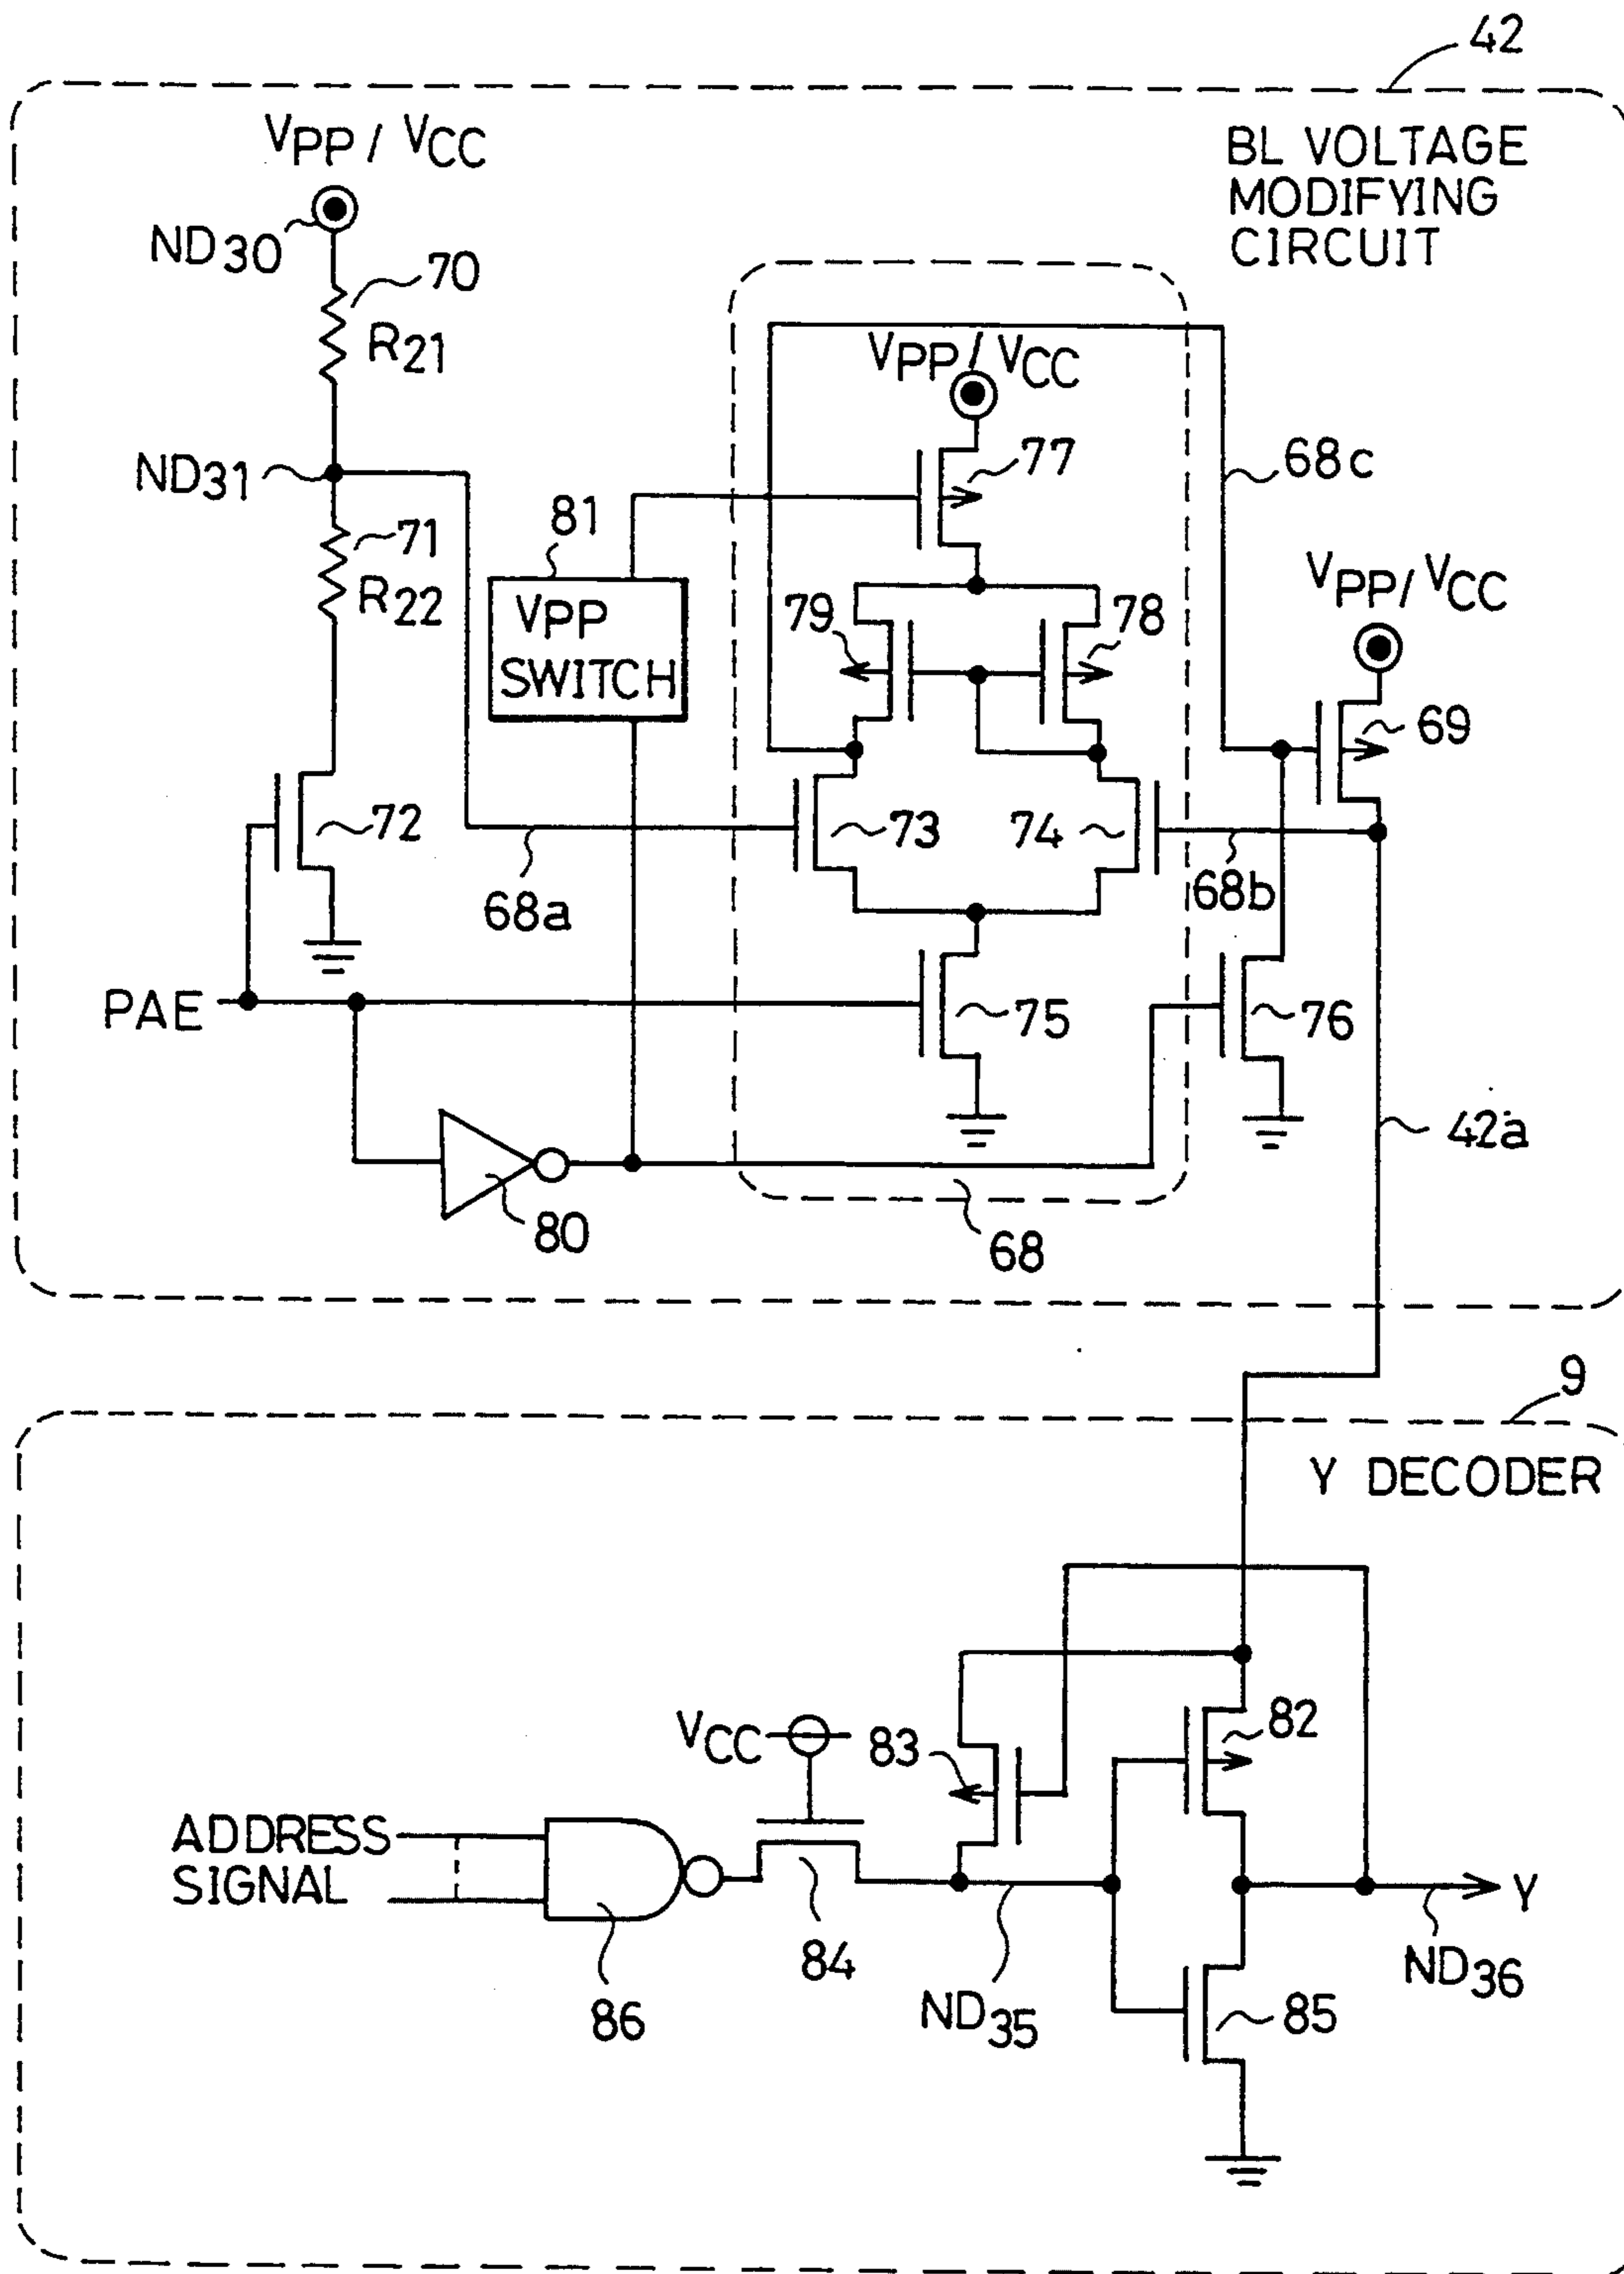 42
VPP / VCC
BL VOLTAGE
MODIFYING
CIRCUIT
ND30
70
R21
VPP / VCC
77
68c
ND31
81
71
R22
VPP
SWITCH
79
78
VPP / VCC
69
72
73
74
68a
68b
PAE
75
76
42a
80
68
9
Y DECODER
VCC
83
82
ADDRESS
SIGNAL
Y
84
86
ND35
ND36
85